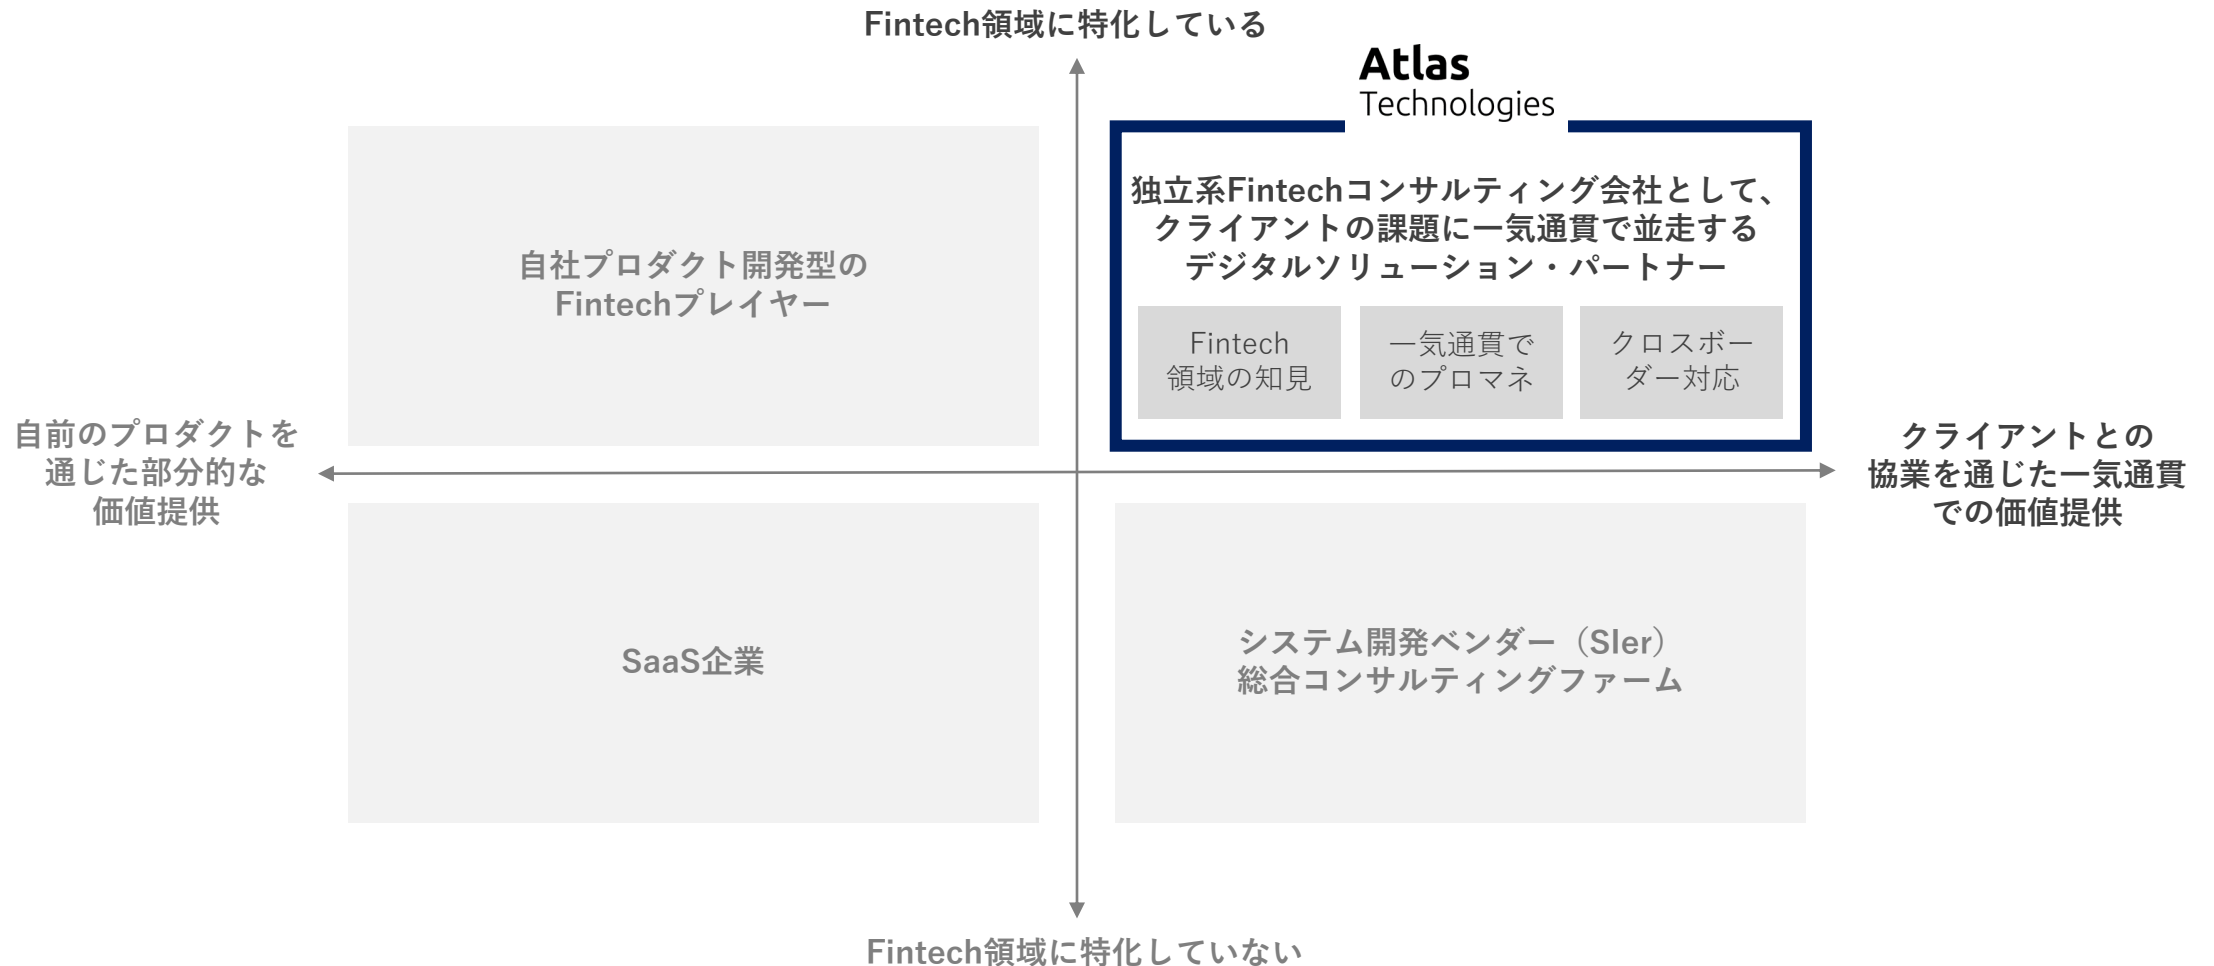 Fintech領域に特化している
Atlas
Technologies
自社プロダクト開発型の
Fintechプレイヤー
独立系Fintechコンサルティング会社として、
クライアントの課題に一気通貫で並走する
デジタルソリューション・パートナー
Fintech
領域の知見
一気通貫で
のプロマネ
クロスボー
ダー対応
自前のプロダクトを
通じた部分的な
価値提供
クライアントとの
協業を通じた一気通貫
での価値提供
SaaS企業
システム開発ベンダー（SIer）
総合コンサルティングファーム
Fintech領域に特化していない